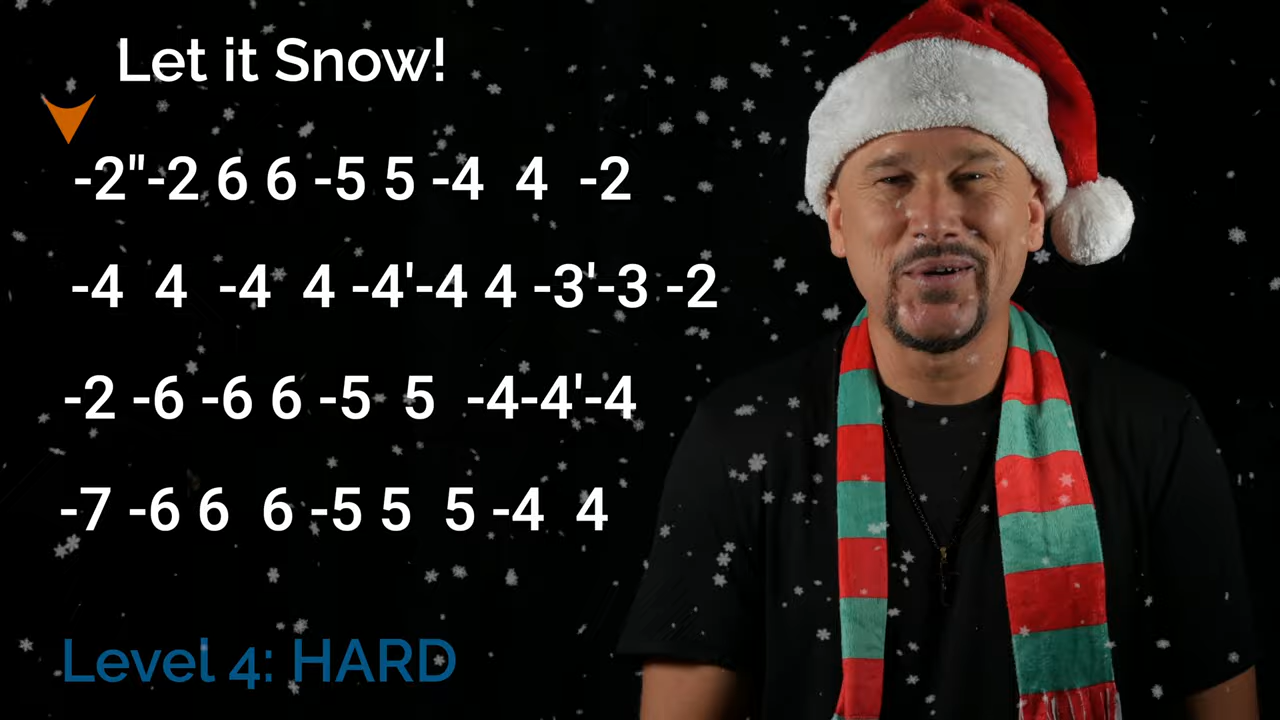 Let it Snow!
-2"-2 6 6 -5 5 -4 4 -2
-4 4 -4 4 -4'-4 4 -3'-3 -2
-2 -6 -6 6 -5 5 -4-4'-4
-7 -6 6 6 -5 5 5 -4 4
Level 4: HARD